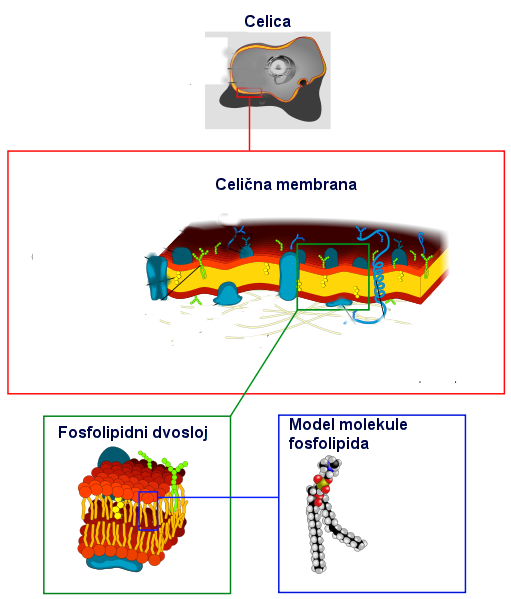 Celica
Celična membrana
Fosfolipidni dvosloj
Model molekule
fosfolipida